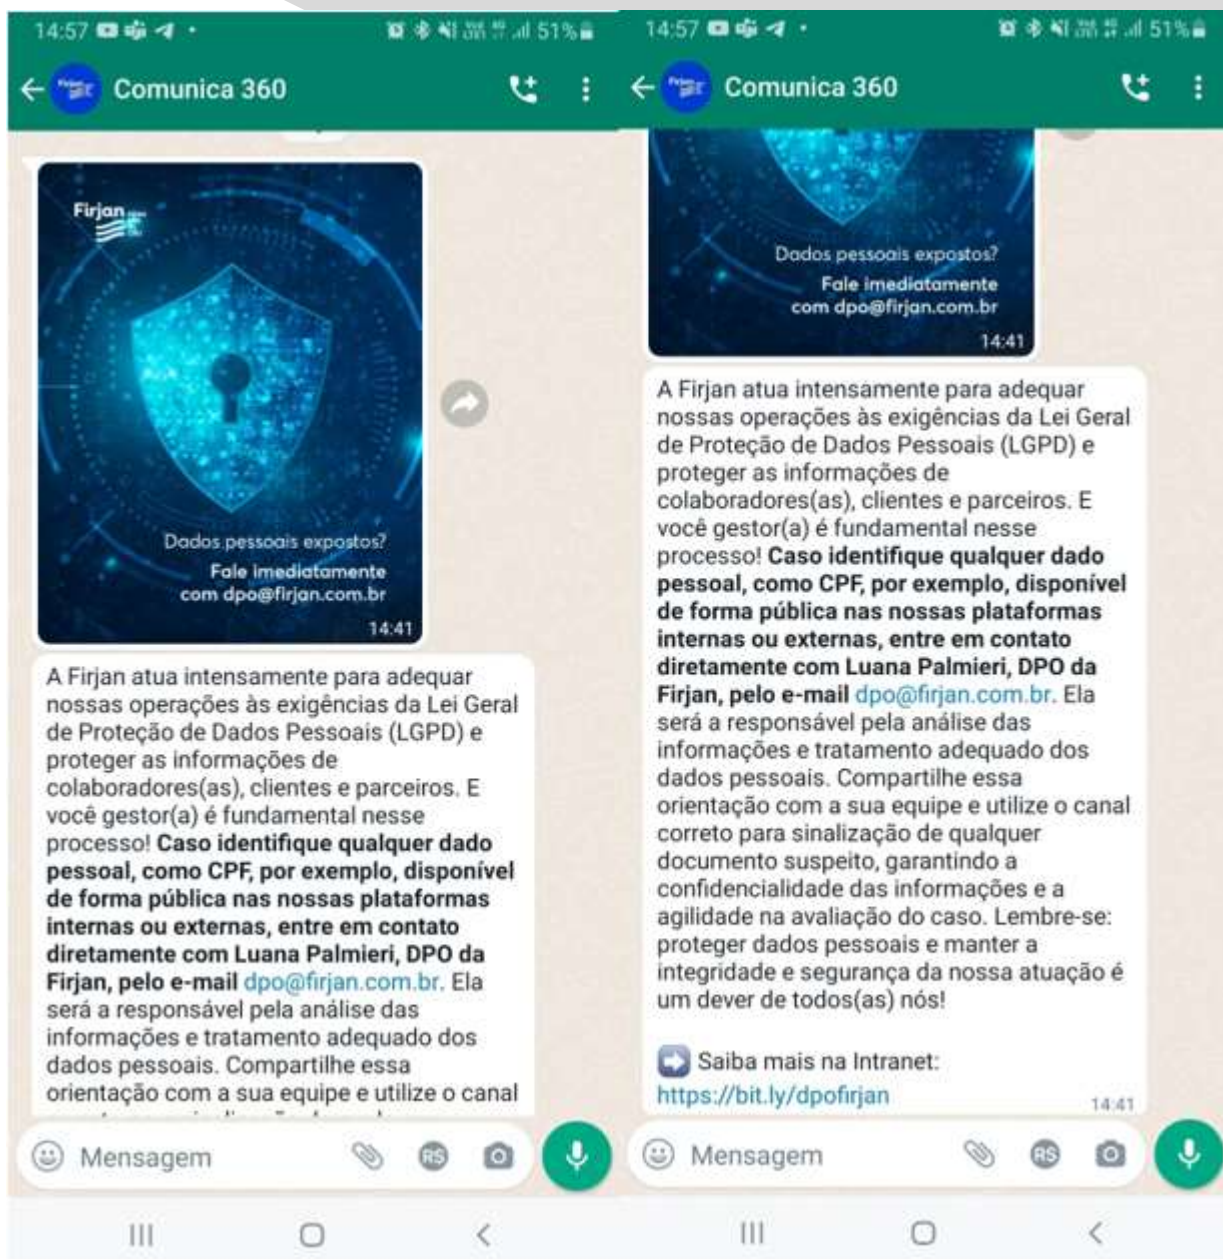 14:57
51%
Comunica 360
Firjan
Dados pessoais expostos?
Fale imediatamente
com dpo@firjan.com.br
14:41
A Firjan atua intensamente para adequar
nossas operações às exigências da Lei Geral
de Proteção de Dados Pessoais (LGPD) e
proteger as informações de
colaboradores(as), clientes e parceiros. E
você gestor(a) é fundamental nesse
processo! Caso identifique qualquer dado
pessoal, como CPF, por exemplo, disponível
de forma pública nas nossas plataformas
internas ou externas, entre em contato
diretamente com Luana Palmieri, DPO da
Firjan, pelo e-mail dpo@firjan.com.br. Ela
será a responsável pela análise das
informações e tratamento adequado dos
dados pessoais. Compartilhe essa
orientação com a sua equipe e utilize o canal
Mensagem
RS
14:57
51%
Firjan
Comunica 360
Dados pessoais expostos?
Fale imediatamente
com dpo@firjan.com.br
14:41
A Firjan atua intensamente para adequar
nossas operações às exigências da Lei Geral
de Proteção de Dados Pessoais (LGPD) e
proteger as informações de
colaboradores(as), clientes e parceiros. E
você gestor(a) é fundamental nesse
processo! Caso identifique qualquer dado
pessoal, como CPF, por exemplo, disponível
de forma pública nas nossas plataformas
internas ou externas, entre em contato
diretamente com Luana Palmieri, DPO da
Firjan, pelo e-mail dpo@firjan.com.br. Ela
será a responsável pela análise das
informações e tratamento adequado dos
dados pessoais. Compartilhe essa
orientação com a sua equipe e utilize o canal
correto para sinalização de qualquer
documento suspeito, garantindo a
confidencialidade das informações e a
agilidade na avaliação do caso. Lembre-se:
proteger dados pessoais e manter a
integridade e segurança da nossa atuação é
um dever de todos(as) nós!
Saiba mais na Intranet:
https://bit.ly/dpofirjan
14:41
Mensagem
RS